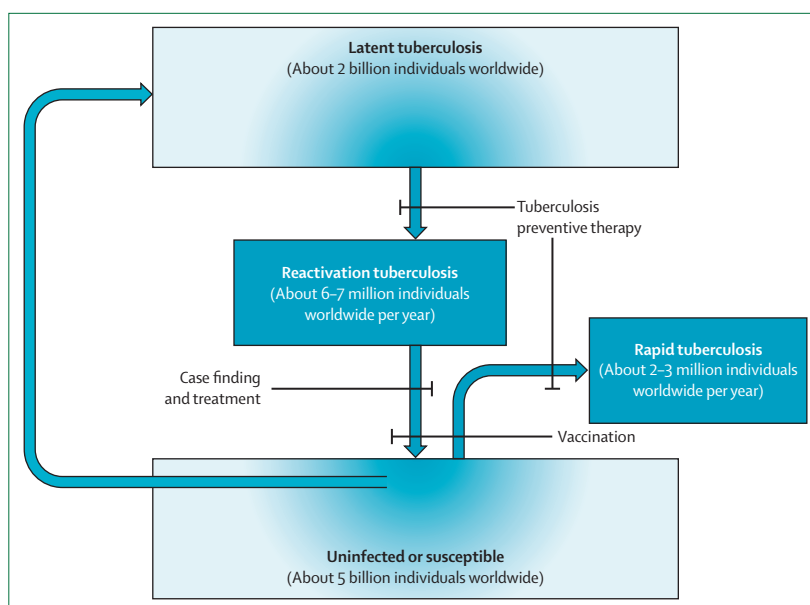 Latent tuberculosis
(About 2 billion individuals worldwide)
Tuberculosis
preventive therapy
Reactivation tuberculosis
(About 6–7 million individuals
worldwide per year)
Rapid tuberculosis
(About 2–3 million individuals
worldwide per year)
Case finding
and treatment
Vaccination
Uninfected or susceptible
(About 5 billion individuals worldwide)